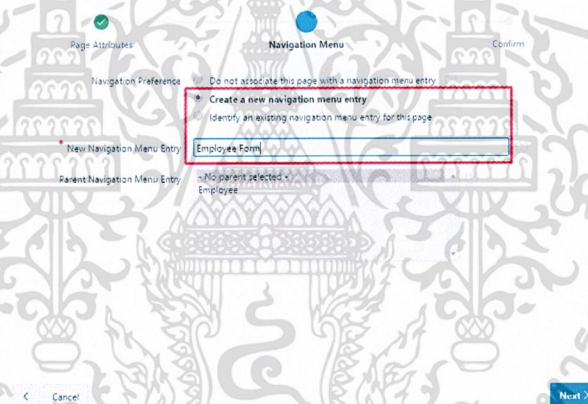 Page Attributes
Navigation Menu
Confirm
Navigation Preference
Do not associate this page with a navigation menu entry
Create a new navigation menu entry
Identify an existing navigation menu entry for this page
* New Navigation Menu Entry
Employee Form
Parent Navigation Menu Entry
- No parent selected -
Employee
< Cancel
Next >